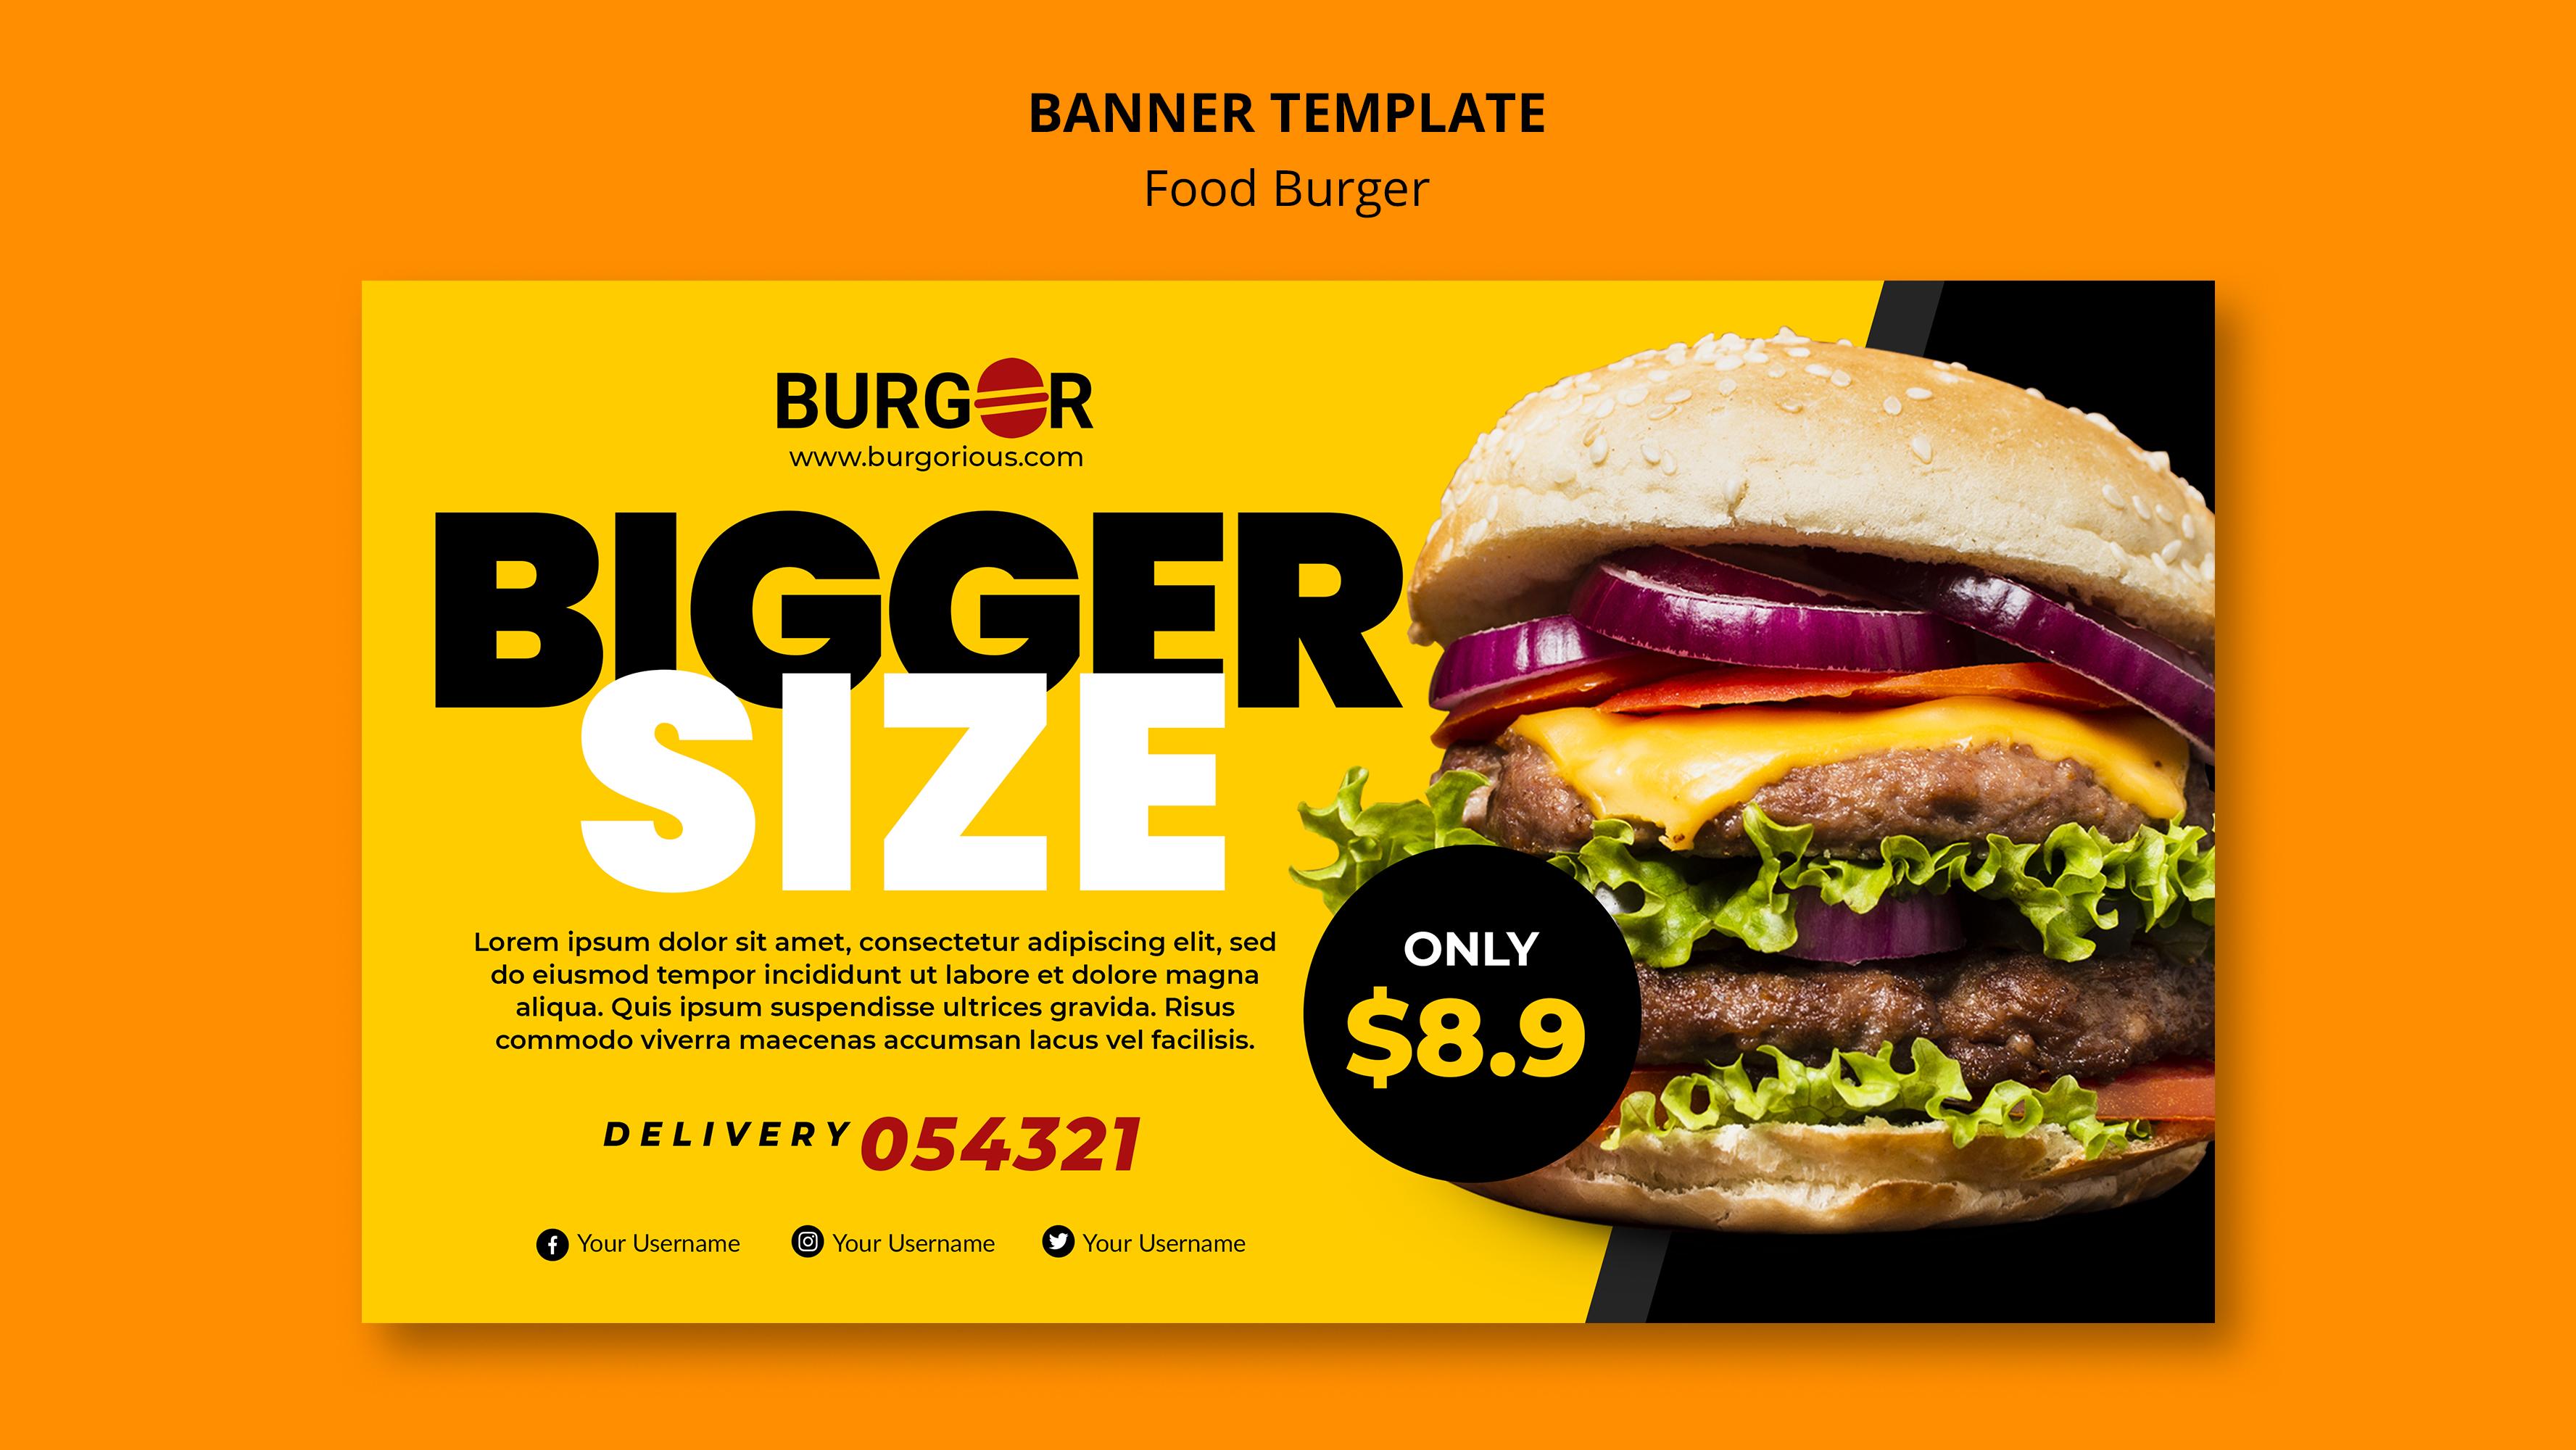 BANNER TEMPLATE
Food Burger
BURGER
www.burgorious.com
BIGGER
SIZE
Lorem ipsum dolor sit amet, consectetur adipiscing elit, sed
do eiusmod tempor incididunt ut labore et dolore magna
aliqua. Quis ipsum suspendisse ultrices gravida. Risus
commodo viverra maecenas accumsan lacus vel facilisis.
ONLY
$8.9
DELIVERY 054321
Your Username
Your Username
Your Username